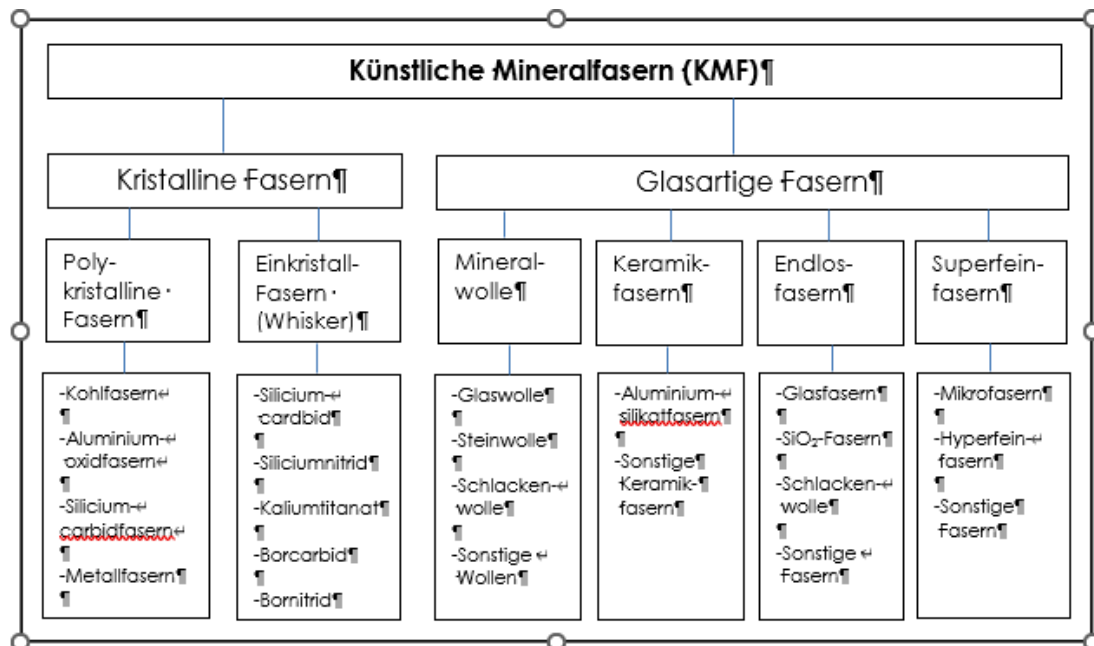 Künstliche Mineralfasern (KMF)¶
Kristalline Fasern¶
Glasartige Fasern¶
Poly-
kristalline
Fasern¶
Einkristall-
Fasern
(Whisker)¶
Mineral-
wolle¶
Keramik-
fasern¶
Endlos-
fasern¶
Superfein-
fasern¶
-Kohlfasern↵
¶
-Aluminium-↵
oxidfasern↵
¶
-Silicium-↵
carbidfasern↵
¶
-Metallfasern¶
¶
-Silicium-↵
cardbid¶
¶
-Siliciumnitrid¶
¶
-Kaliumtitanat¶
¶
-Borcarbid¶
¶
-Bornitrid¶
-Glaswolle¶
¶
-Steinwolle¶
¶
-Schlacken-↵
wolle¶
¶
-Sonstige ↵
Wollen¶
-Aluminium-↵
silikatfasern¶
¶
-Sonstige¶
Keramik-¶
fasern¶
-Glasfasern¶
¶
-SiO₂-Fasern¶
¶
-Schlacken-↵
wolle¶
¶
-Sonstige ↵
Fasern¶
-Mikrofasern¶
¶
-Hyperfein-↵
fasern¶
¶
-Sonstige¶
Fasern¶